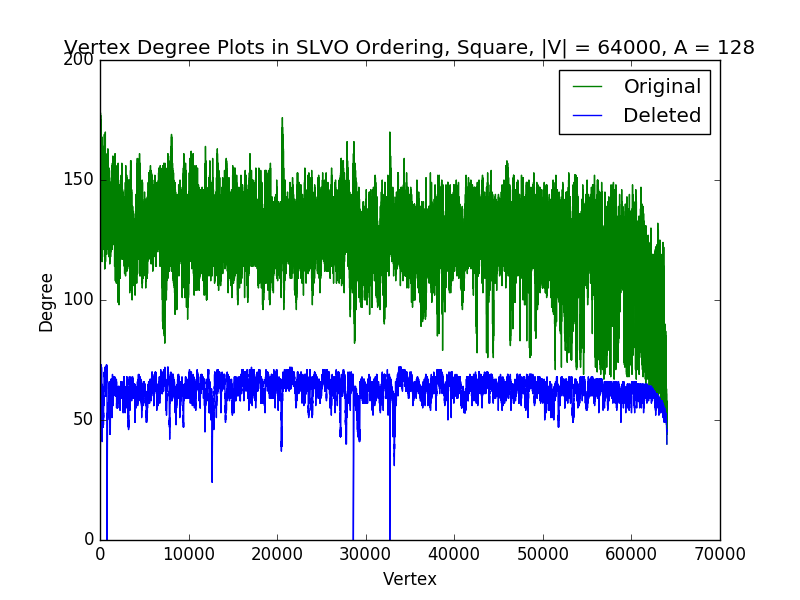 Vertex Degree Plots in SLVO Ordering, Square, |V| = 64000, A = 128
200
150
100
50
0
Degree
Original
Deleted
0 10000 20000 30000 40000 50000 60000 70000
Vertex